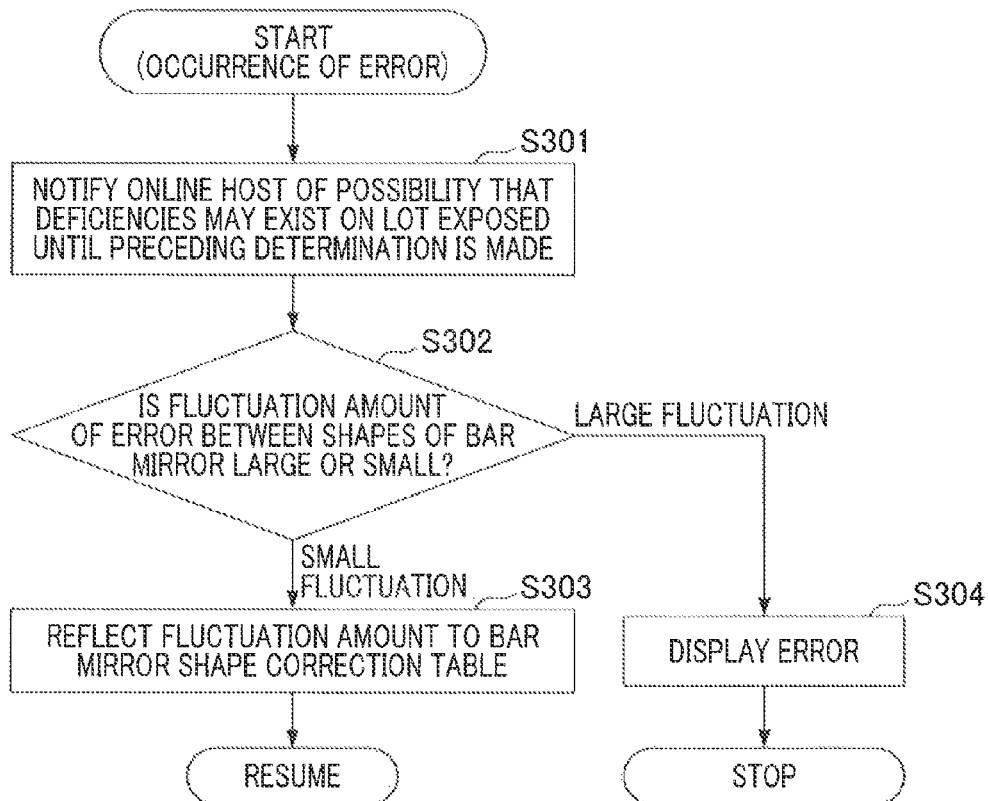 START
(OCCURRENCE OF ERROR)
S301
NOTIFY ONLINE HOST OF POSSIBILITY THAT
DEFICIENCIES MAY EXIST ON LOT EXPOSED
UNTIL PRECEDING DETERMINATION IS MADE
S302
IS FLUCTUATION AMOUNT
OF ERROR BETWEEN SHAPES OF BAR
MIRROR LARGE OR SMALL?
LARGE FLUCTUATION
SMALL
FLUCTUATION
S303
REFLECT FLUCTUATION AMOUNT TO BAR
MIRROR SHAPE CORRECTION TABLE
S304
DISPLAY ERROR
RESUME
STOP